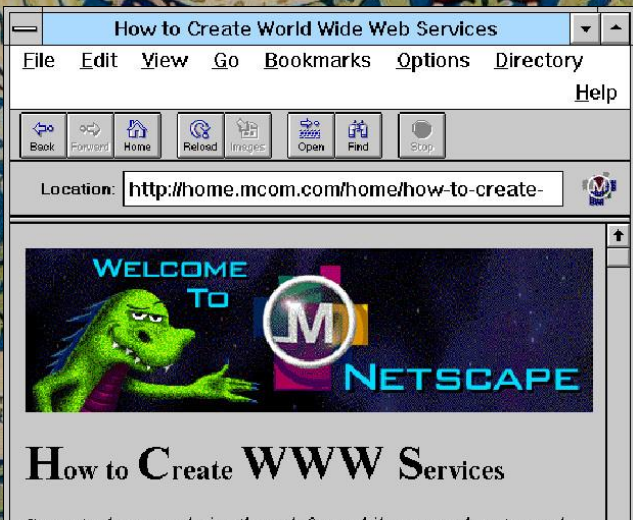 How to Create World Wide Web Services
File Edit View Go Bookmarks Options Directory
Help
Back Forward Home Reload Images Open Find Stop
Location: http://home.mcom.com/home/how-to-create-
M
WELCOME
TO
M
NETSCAPE
How to Create WWW Services